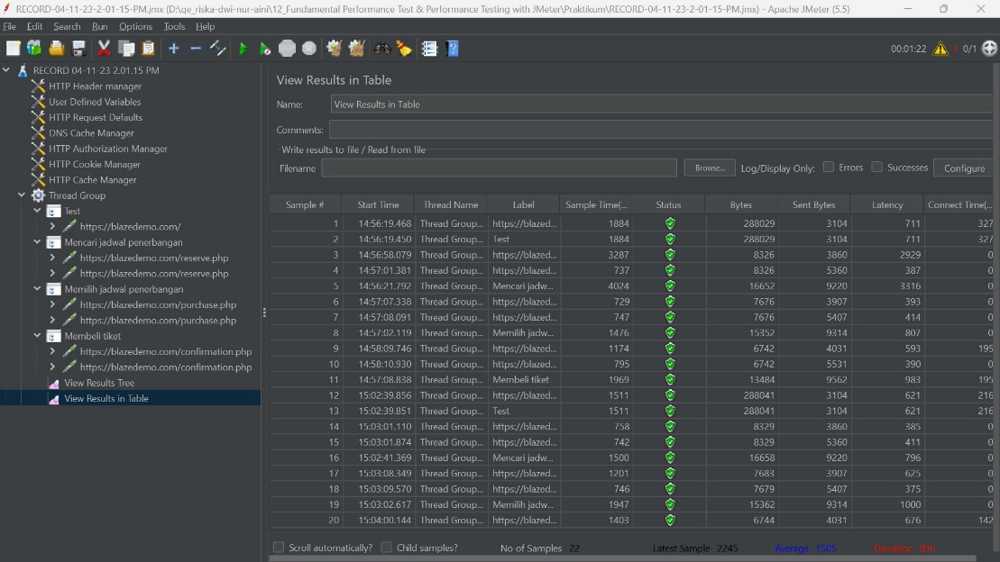 RECORD-04-11-23-2-01-15-PM.jmx (D:\qe_riska-dwi-nur-aini\12_Fundamental Performance Test & Performance Testing with JMeter\Praktikum\RECORD-04-11-23-2-01-15-PM.jmx) - Apache JMeter (5.5)
File Edit Search Run Options Tools Help
00:01:22 3 0/1
RECORD 04-11-23 2.01.15 PM
HTTP Header manager
User Defined Variables
HTTP Request Defaults
DNS Cache Manager
HTTP Authorization Manager
HTTP Cookie Manager
HTTP Cache Manager
Thread Group
Test
https://blazedemo.com/
Mencari jadwal penerbangan
https://blazedemo.com/reserve.php
https://blazedemo.com/reserve.php
Memilih jadwal penerbangan
https://blazedemo.com/purchase.php
https://blazedemo.com/purchase.php
Membeli tiket
https://blazedemo.com/confirmation.php
https://blazedemo.com/confirmation.php
View Results Tree
View Results in Table
View Results in Table
Name: View Results in Table
Comments:
Write results to file / Read from file
Filename Browse... Log/Display Only: Errors Successes Configure
Sample # Start Time Thread Name Label Sample Time(... Status Bytes Sent Bytes Latency Connect Time(...
1 14:56:19.468 Thread Group... https://blazed... 1884 288029 3104 711 327
2 14:56:19.450 Thread Group... Test 1884 288029 3104 711 327
3 14:56:58.079 Thread Group... https://blazed... 3287 8326 3860 2929 0
4 14:57:01.381 Thread Group... https://blazed... 737 8326 5360 387 0
5 14:56:21.792 Thread Group... Mencari jadw... 4024 16652 9220 3316 0
6 14:57:07.338 Thread Group... https://blazed... 729 7676 3907 393 0
7 14:57:08.091 Thread Group... https://blazed... 747 7676 5407 414 0
8 14:57:02.119 Thread Group... Memilih jadw... 1476 15352 9314 807 0
9 14:58:09.746 Thread Group... https://blazed... 1174 6742 4031 593 195
10 14:58:10.930 Thread Group... https://blazed... 795 6742 5531 390 0
11 14:57:08.838 Thread Group... Membeli tiket 1969 13484 9562 983 195
12 15:02:39.856 Thread Group... https://blazed... 1511 288041 3104 621 216
13 15:02:39.851 Thread Group... Test 1511 288041 3104 621 216
14 15:03:01.110 Thread Group... https://blazed... 758 8329 3860 385 0
15 15:03:01.874 Thread Group... https://blazed... 742 8329 5360 411 0
16 15:02:41.369 Thread Group... Mencari jadw... 1500 16658 9220 796 0
17 15:03:08.349 Thread Group... https://blazed... 1201 7683 3907 625 0
18 15:03:09.570 Thread Group... https://blazed... 746 7679 5407 375 0
19 15:03:02.617 Thread Group... Memilih jadw... 1947 15362 9314 1000 0
20 15:04:00.144 Thread Group... https://blazed... 1403 6744 4031 676 142
Scroll automatically? Child samples? No of Samples 22 Latest Sample 2245 Average 1505 Deviation 836